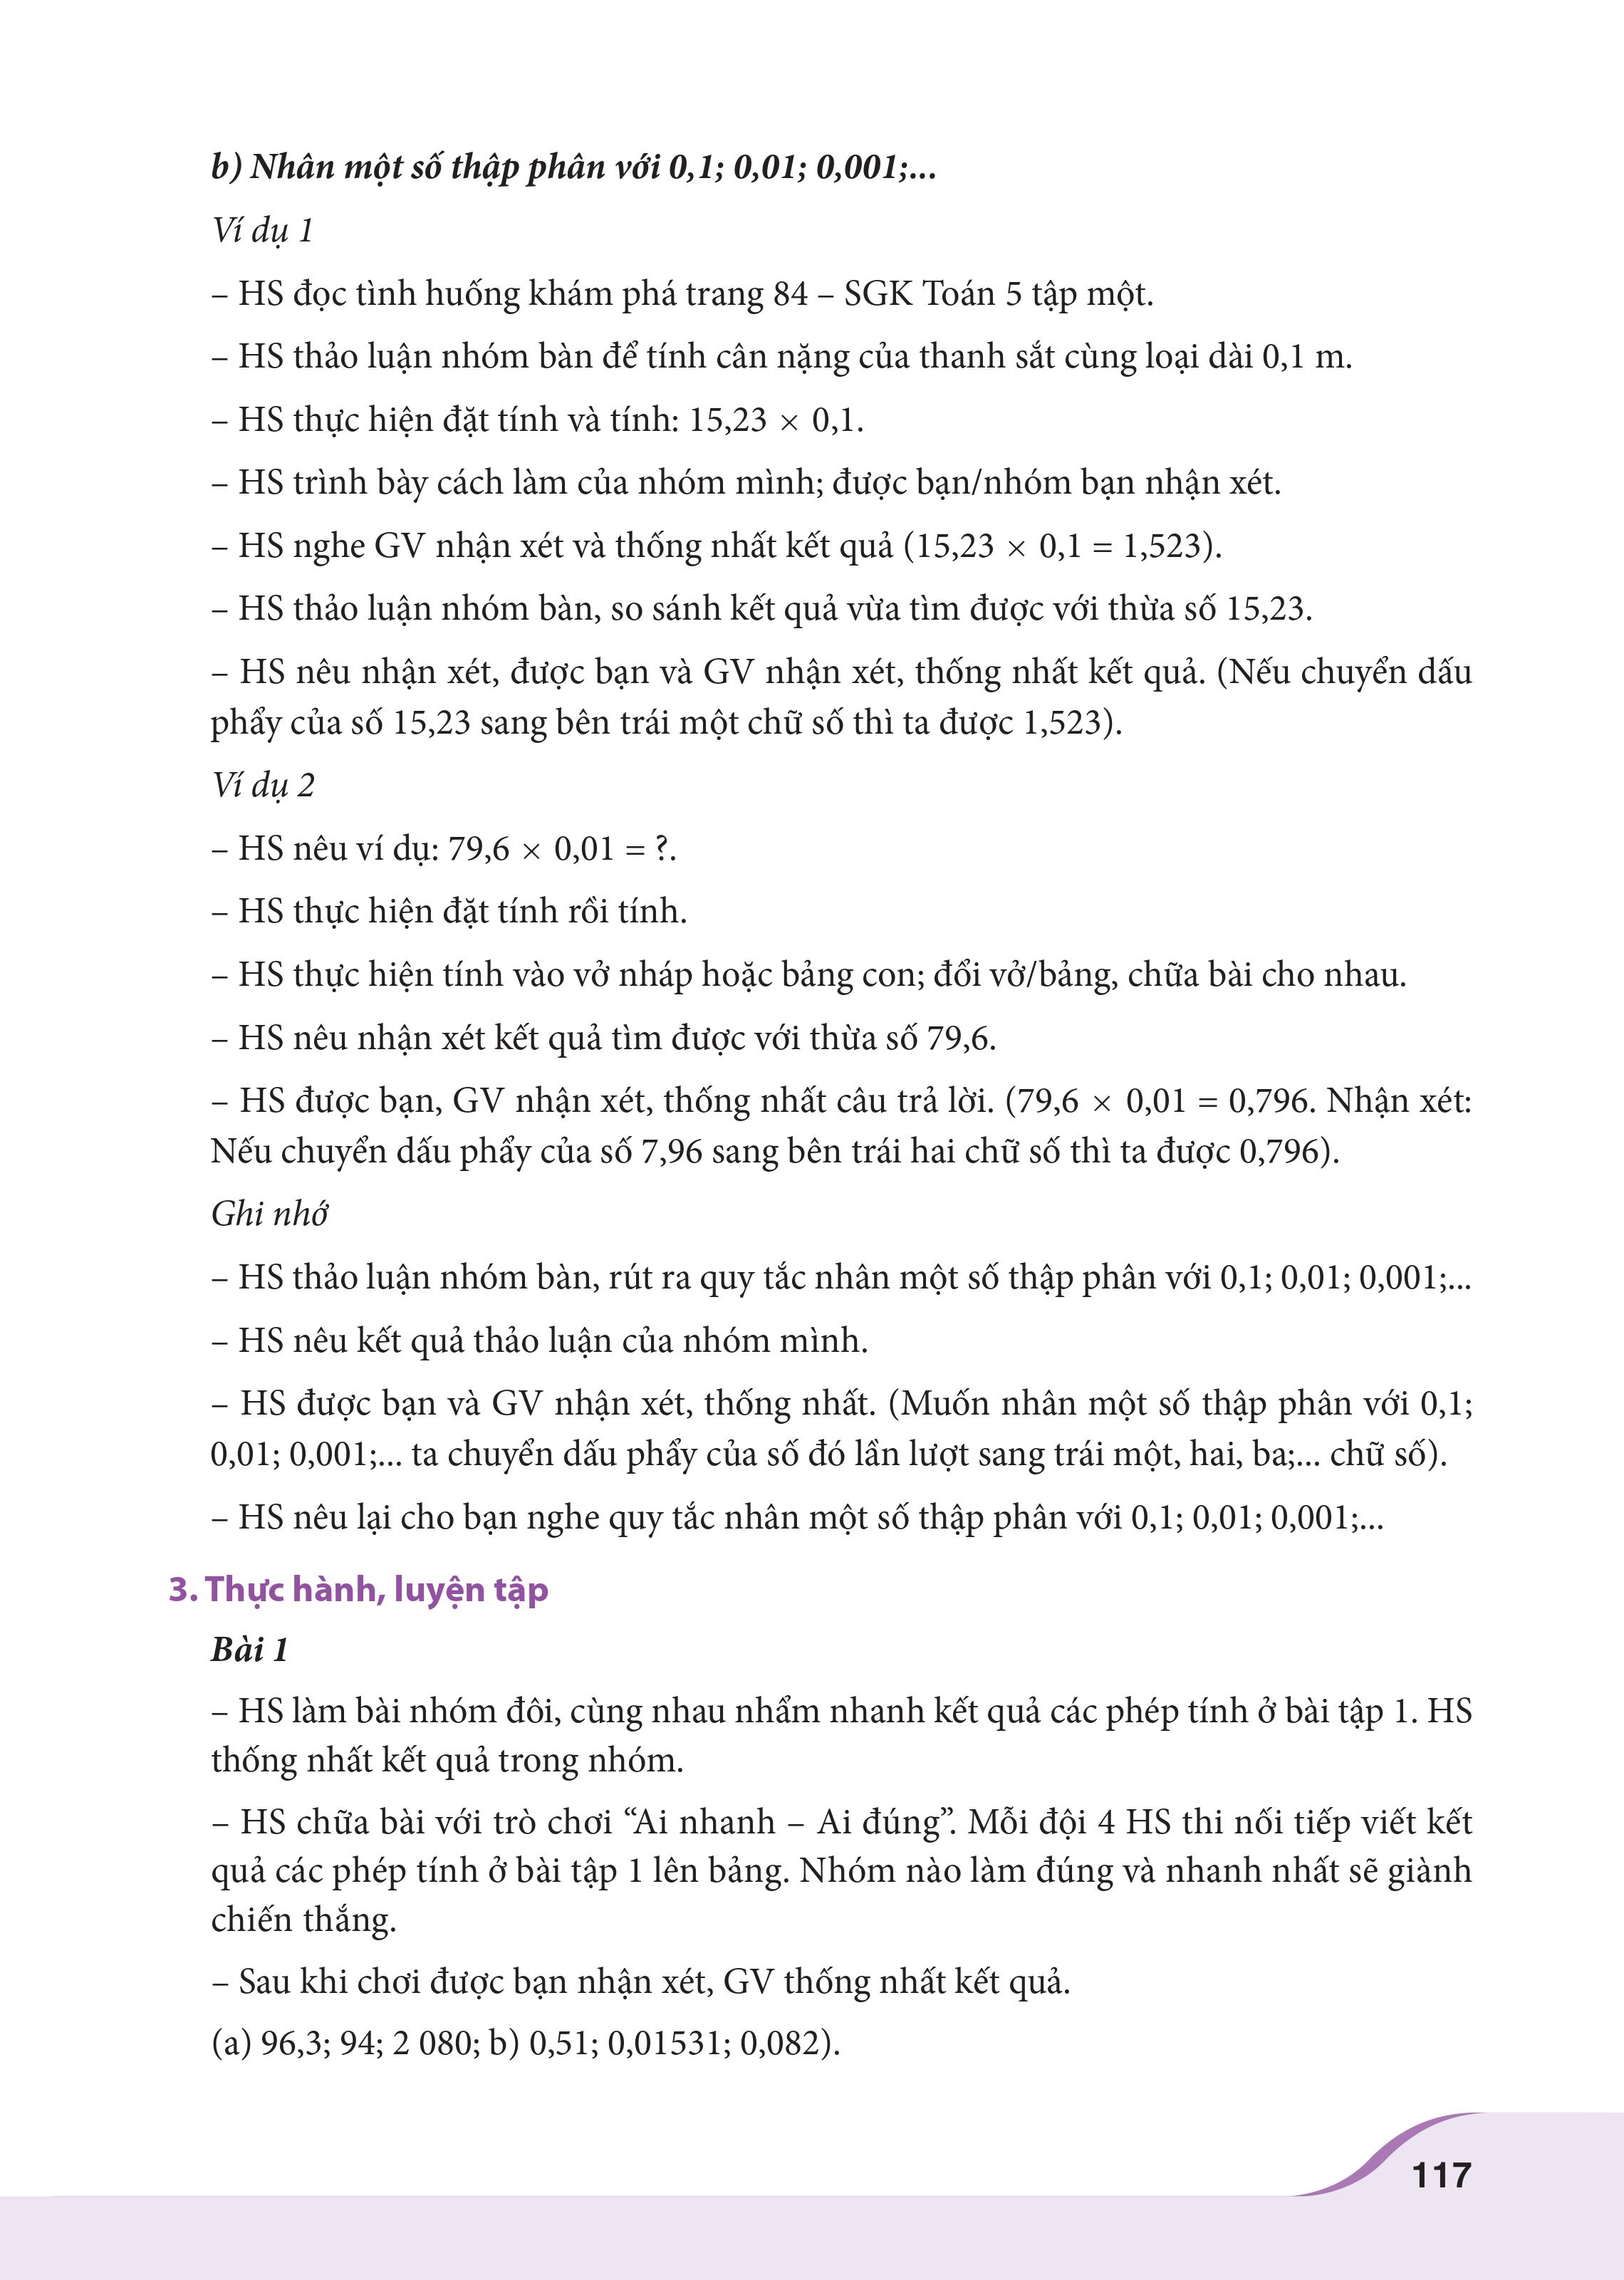 b) Nhân một số thập phân với 0,1; 0,01; 0,001;...
Ví dụ 1
– HS đọc tình huống khám phá trang 84 – SGK Toán 5 tập một.
– HS thảo luận nhóm bàn để tính cân nặng của thanh sắt cùng loại dài 0,1 m.
– HS thực hiện đặt tính và tính: 15,23 × 0,1.
– HS trình bày cách làm của nhóm mình; được bạn/nhóm bạn nhận xét.
– HS nghe GV nhận xét và thống nhất kết quả (15,23 × 0,1 = 1,523).
– HS thảo luận nhóm bàn, so sánh kết quả vừa tìm được với thừa số 15,23.
– HS nêu nhận xét, được bạn và GV nhận xét, thống nhất kết quả. (Nếu chuyển dấu
phẩy của số 15,23 sang bên trái một chữ số thì ta được 1,523).
Ví dụ 2
– HS nêu ví dụ: 79,6 × 0,01 = ?.
– HS thực hiện đặt tính rồi tính.
– HS thực hiện tính vào vở nháp hoặc bảng con; đổi vở/bảng, chữa bài cho nhau.
– HS nêu nhận xét kết quả tìm được với thừa số 79,6.
– HS được bạn, GV nhận xét, thống nhất câu trả lời. (79,6 × 0,01 = 0,796. Nhận xét:
Nếu chuyển dấu phẩy của số 7,96 sang bên trái hai chữ số thì ta được 0,796).
Ghi nhớ
– HS thảo luận nhóm bàn, rút ra quy tắc nhân một số thập phân với 0,1; 0,01; 0,001;...
– HS nêu kết quả thảo luận của nhóm mình.
– HS được bạn và GV nhận xét, thống nhất. (Muốn nhân một số thập phân với 0,1;
0,01; 0,001;... ta chuyển dấu phẩy của số đó lần lượt sang trái một, hai, ba;... chữ số).
– HS nêu lại cho bạn nghe quy tắc nhân một số thập phân với 0,1; 0,01; 0,001;...
3. Thực hành, luyện tập
Bài 1
– HS làm bài nhóm đôi, cùng nhau nhẩm nhanh kết quả các phép tính ở bài tập 1. HS
thống nhất kết quả trong nhóm.
– HS chữa bài với trò chơi “Ai nhanh – Ai đúng”. Mỗi đội 4 HS thi nối tiếp viết kết
quả các phép tính ở bài tập 1 lên bảng. Nhóm nào làm đúng và nhanh nhất sẽ giành
chiến thắng.
– Sau khi chơi được bạn nhận xét, GV thống nhất kết quả.
(a) 96,3; 94; 2 080; b) 0,51; 0,01531; 0,082).
117